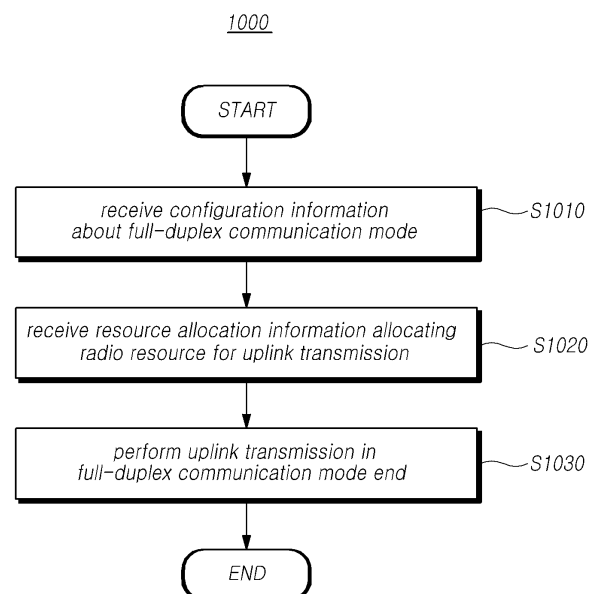 1000
START
receive configuration information
about full-duplex communication mode
S1010
receive resource allocation information allocating
radio resource for uplink transmission
S1020
perform uplink transmission in
full-duplex communication mode end
S1030
END